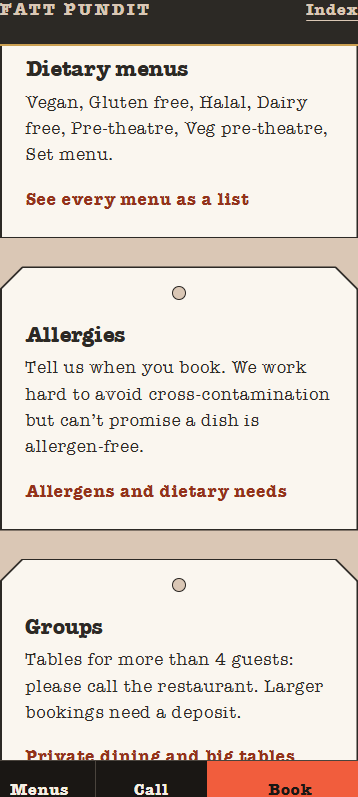 FATT PUNDIT
Index
Dietary menus
Vegan, Gluten free, Halal, Dairy
free, Pre-theatre, Veg pre-theatre,
Set menu.
See every menu as a list
Allergies
Tell us when you book. We work
hard to avoid cross-contamination
but can’t promise a dish is
allergen-free.
Allergens and dietary needs
Groups
Tables for more than 4 guests:
please call the restaurant. Larger
bookings need a deposit.
Private dining and big tables
Menus
Call
Book